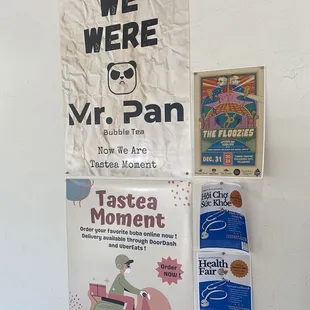 WE
WERE
Mr. Pan
Bubble Tea
Now We Are
Tastea Moment
THE FLOOZIES
DEC. 31
Tastea
Moment
Order your favorite boba online now !
Delivery available through DoorDash
and UberEats !
Order
NOW !
Hội Chợ
Sức Khỏe
Health
Fair